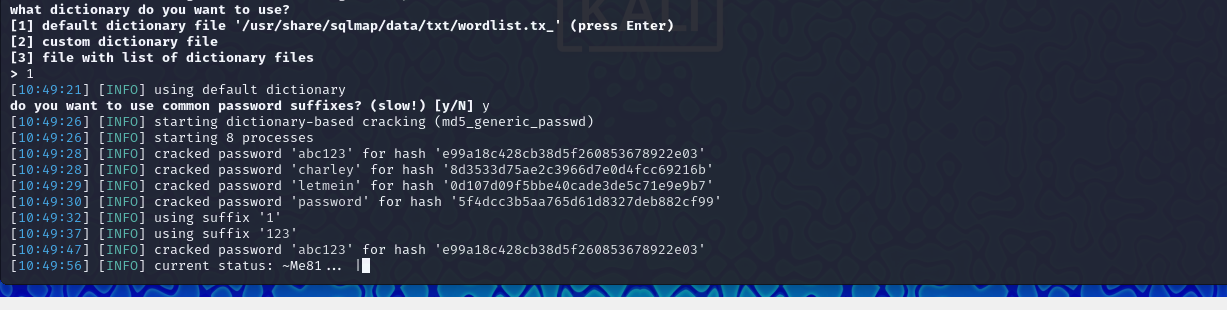 what dictionary do you want to use?
[1] default dictionary file '/usr/share/sqlmap/data/txt/wordlist.tx_' (press Enter)
[2] custom dictionary file
[3] file with list of dictionary files
> 1
[10:49:21] [INFO] using default dictionary
do you want to use common password suffixes? (slow!) [y/N] y
[10:49:26] [INFO] starting dictionary-based cracking (md5_generic_passwd)
[10:49:26] [INFO] starting 8 processes
[10:49:28] [INFO] cracked password 'abc123' for hash 'e99a18c428cb38d5f260853678922e03'
[10:49:28] [INFO] cracked password 'charley' for hash '8d3533d75ae2c3966d7e0d4fcc69216b'
[10:49:29] [INFO] cracked password 'letmein' for hash '0d107d09f5bbe40cade3de5c71e9e9b7'
[10:49:30] [INFO] cracked password 'password' for hash '5f4dcc3b5aa765d61d8327deb882cf99'
[10:49:32] [INFO] using suffix '1'
[10:49:37] [INFO] using suffix '123'
[10:49:47] [INFO] cracked password 'abc123' for hash 'e99a18c428cb38d5f260853678922e03'
[10:49:56] [INFO] current status: ~Me81... |
KALI